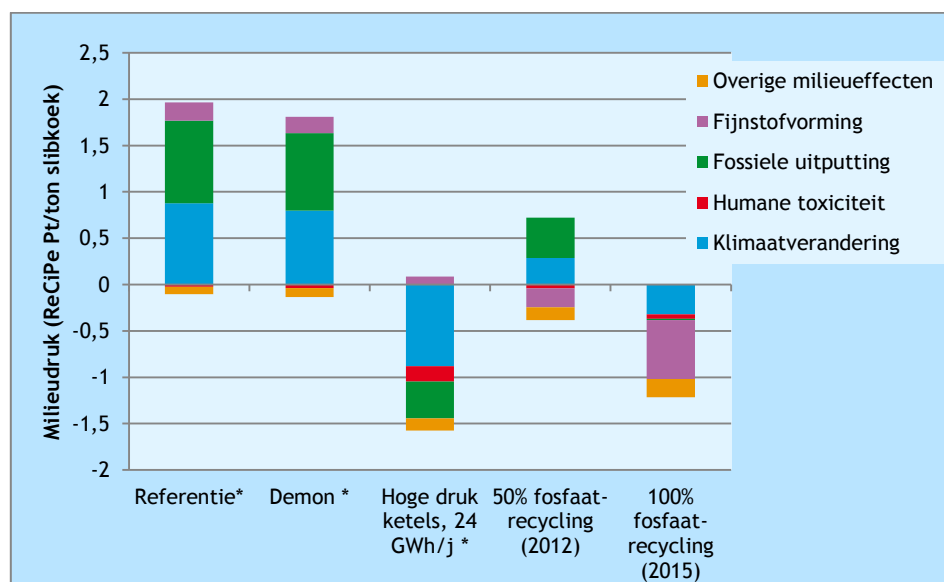 Milieudruk (ReCiPe Pt/ton slibkoek)
2,5
2
1,5
1
0,5
0
-0,5
-1
-1,5
-2
Overige milieueffecten
Fijnstofvorming
Fossiele uitputting
Humane toxiciteit
Klimaatverandering
Referentie*
Demon *
Hoge druk
ketels, 24
GWh/j *
50% fosfaat-
recycling
(2012)
100%
fosfaat-
recycling
(2015)